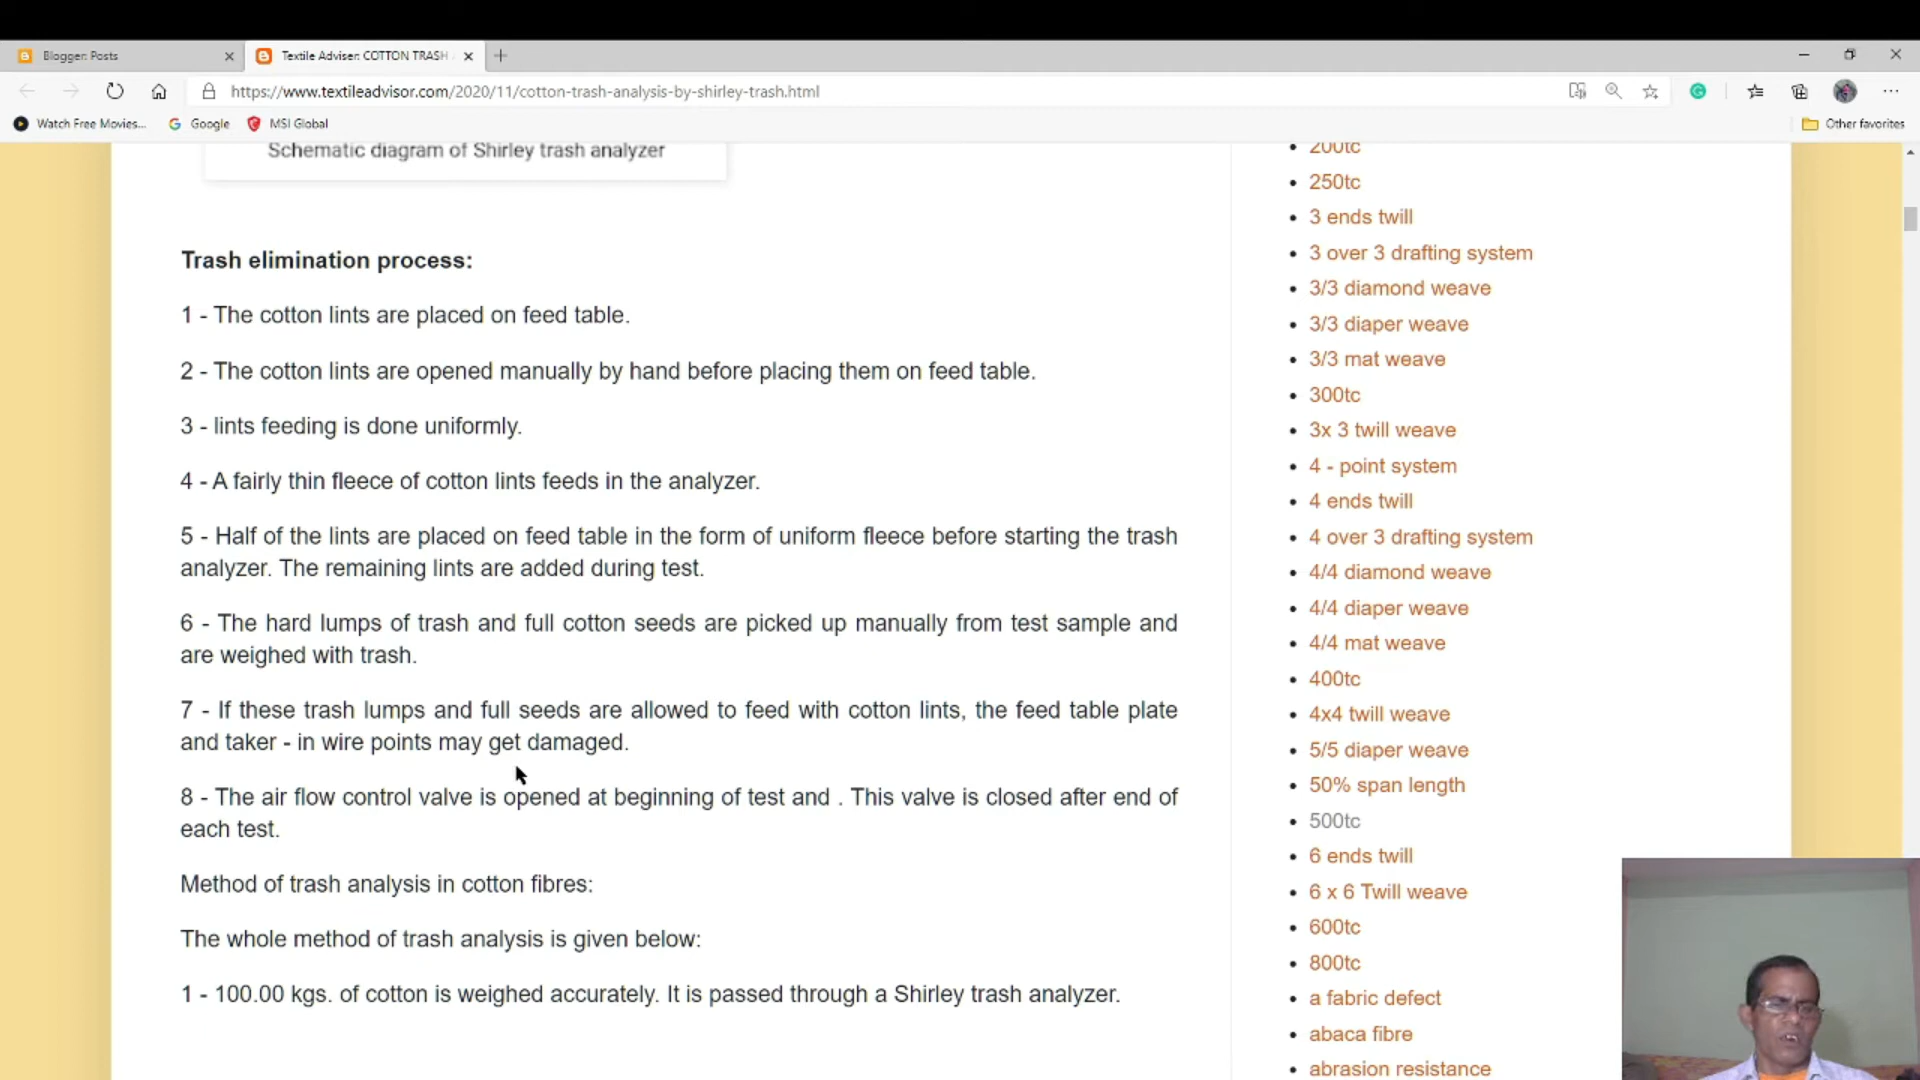 Blogger: Posts
Textile Adviser: COTTON TRASH
https://www.textileadvisor.com/2020/11/cotton-trash-analysis-by-shirley-trash.html
Watch Free Movies...
Google
MSI Global
Other favorites
Schematic diagram of Shirley trash analyzer
Trash elimination process:
1 - The cotton lints are placed on feed table.
2 - The cotton lints are opened manually by hand before placing them on feed table.
3 - lints feeding is done uniformly.
4 - A fairly thin fleece of cotton lints feeds in the analyzer.
5 - Half of the lints are placed on feed table in the form of uniform fleece before starting the trash
analyzer. The remaining lints are added during test.
6 - The hard lumps of trash and full cotton seeds are picked up manually from test sample and
are weighed with trash.
7 - If these trash lumps and full seeds are allowed to feed with cotton lints, the feed table plate
and taker - in wire points may get damaged.
8 - The air flow control valve is opened at beginning of test and . This valve is closed after end of
each test.
Method of trash analysis in cotton fibres:
The whole method of trash analysis is given below:
1 - 100.00 kgs. of cotton is weighed accurately. It is passed through a Shirley trash analyzer.
200tc
250tc
3 ends twill
3 over 3 drafting system
3/3 diamond weave
3/3 diaper weave
3/3 mat weave
300tc
3x 3 twill weave
4 - point system
4 ends twill
4 over 3 drafting system
4/4 diamond weave
4/4 diaper weave
4/4 mat weave
400tc
4x4 twill weave
5/5 diaper weave
50% span length
500tc
6 ends twill
6 x 6 Twill weave
600tc
800tc
a fabric defect
abaca fibre
abrasion resistance